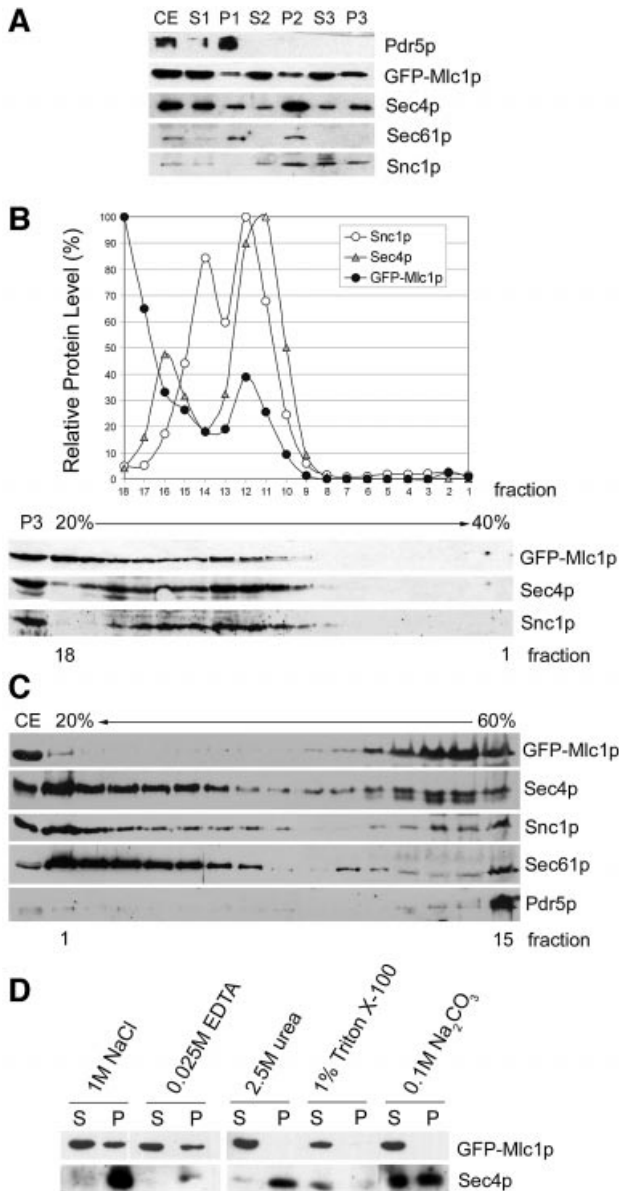 A
CE S1 P1 S2 P2 S3 P3
Pdr5p
GFP-Mlc1p
Sec4p
Sec61p
Snc1p
B
Relative Protein Level (%)
100
90
80
70
60
50
40
30
20
10
0
Snc1p
Sec4p
GFP-Mlc1p
18 17 16 15 14 13 12 11 10 9 8 7 6 5 4 3 2 1
fraction
P3 20% 40%
GFP-Mlc1p
Sec4p
Snc1p
18 1 fraction
C
CE 20% 60%
GFP-Mlc1p
Sec4p
Snc1p
Sec61p
Pdr5p
1 15 fraction
D
1M NaCl
0.025M EDTA
2.5M urea
1% Triton X-100
0.1M Na₂CO₃
S P S P S P S P S P
GFP-Mlc1p
Sec4p